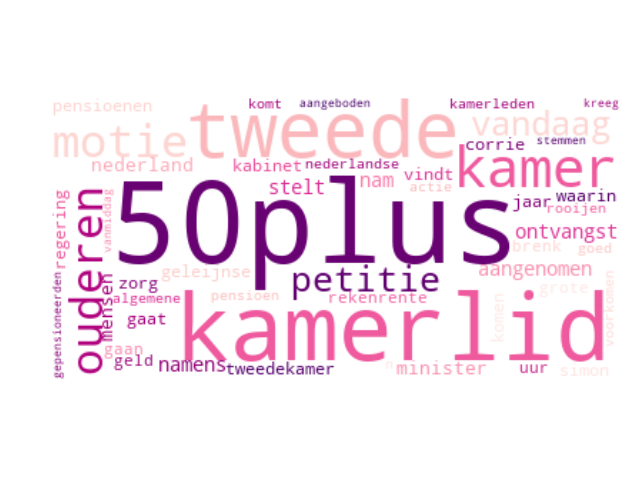 pensioenen komt aangeboden kamerleden kreeg
motie tweede vandaag
corrie stemmen
nederland kabinet nederlandse vindt kamer
stelt nam actie
regering ouderen vanmiddag 50plus jaar waarin
rooijen
ontvangst
brenk goed
geleijnse petitie aangenomen
gepensioneerden mensen zorg
algemene pensioen rekenrente komen grote voorkomen
gaat kamerlid
aan
geld namens tweedekamer minister uur simon